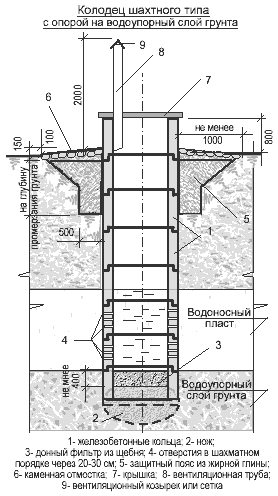 Колодец шахтного типа
с опорой на водоупорный слой грунта
9
8
2000
7
6
150
100
не менее
1000
800
на глубину
промерзания грунта
500
5
1
Водоносный
пласт
4
3
не мнее
400
Водоупорный
слой грунта
2
1- железобетонные кольца; 2- нож;
3- донный фильтр из щебня; 4- отверстия в шахматном
порядке через 20-30 см; 5- защитный пояс из жирной глины;
6- каменная отмостка; 7- крышка; 8- вентиляционная труба;
9- вентиляционный козырек или сетка